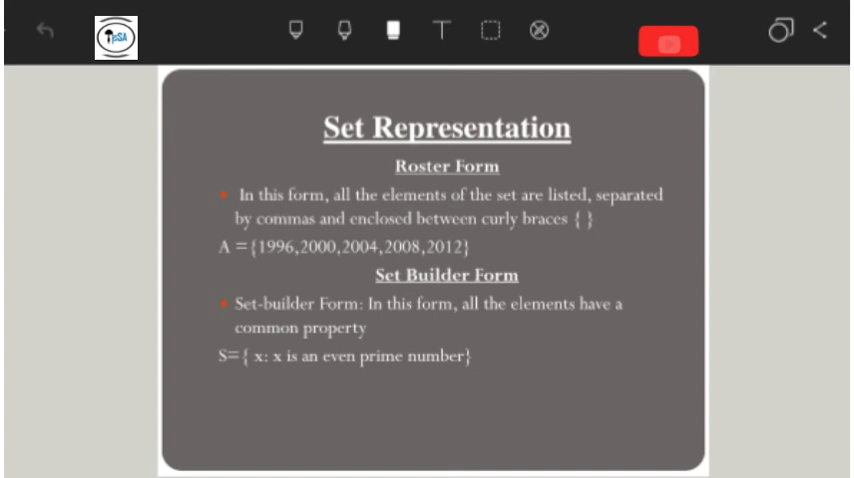 pSA
Set Representation
Roster Form
In this form, all the elements of the set are listed, separated
by commas and enclosed between curly braces { }
A ={1996,2000,2004,2008,2012}
Set Builder Form
Set-builder Form: In this form, all the elements have a
common property
S={ x: x is an even prime number}